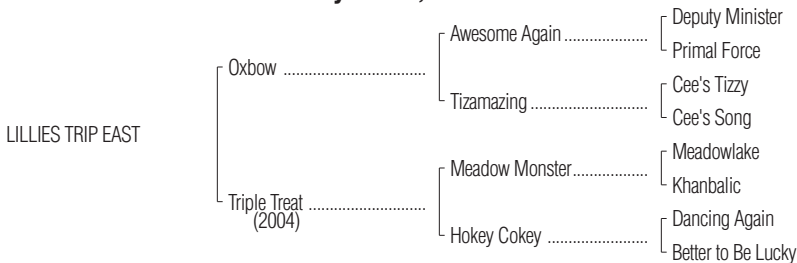 Deputy Minister
Awesome Again ....................
Primal Force
Oxbow ..................................
Cee's Tizzy
Tizamazing ............................
Cee's Song
LILLIES TRIP EAST
Meadowlake
Meadow Monster..................
Khanbalic
Triple Treat ............................
(2004)
Dancing Again
Hokey Cokey ........................
Better to Be Lucky